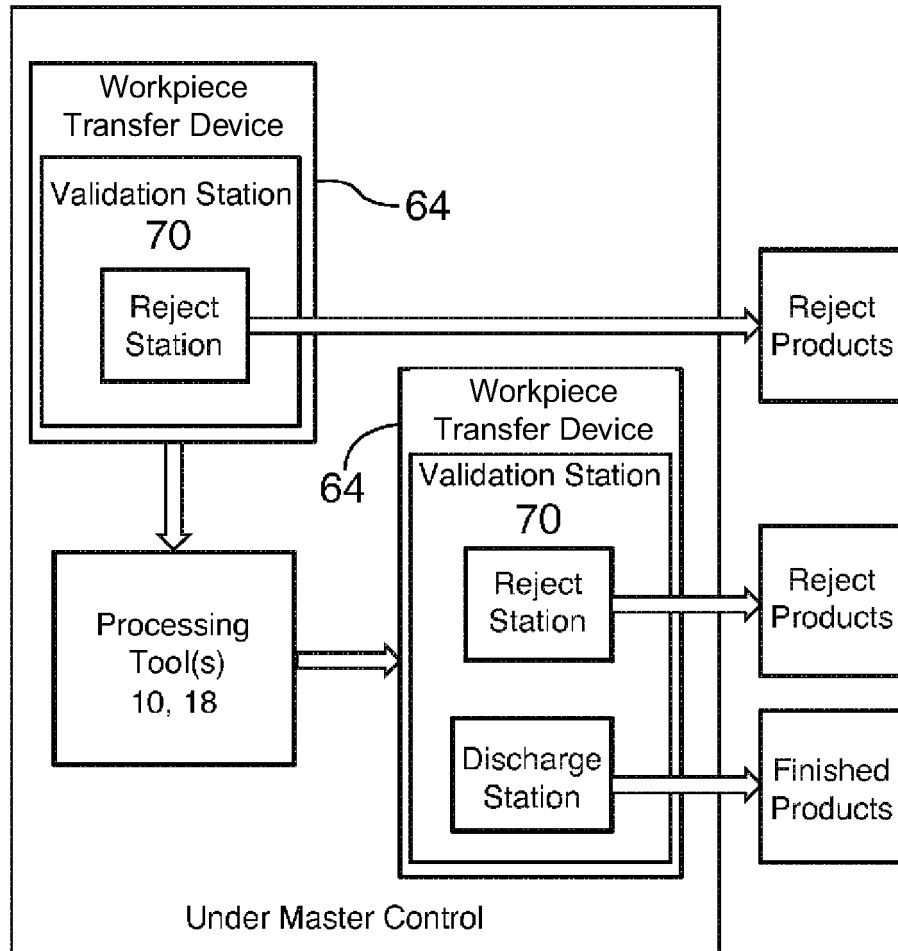 Workpiece
Transfer Device
Validation Station
70
64
Reject
Station
Reject
Products
Workpiece
Transfer Device
64
Validation Station
70
Reject
Station
Reject
Products
Processing
Tool(s)
10, 18
Discharge
Station
Finished
Products
Under Master Control